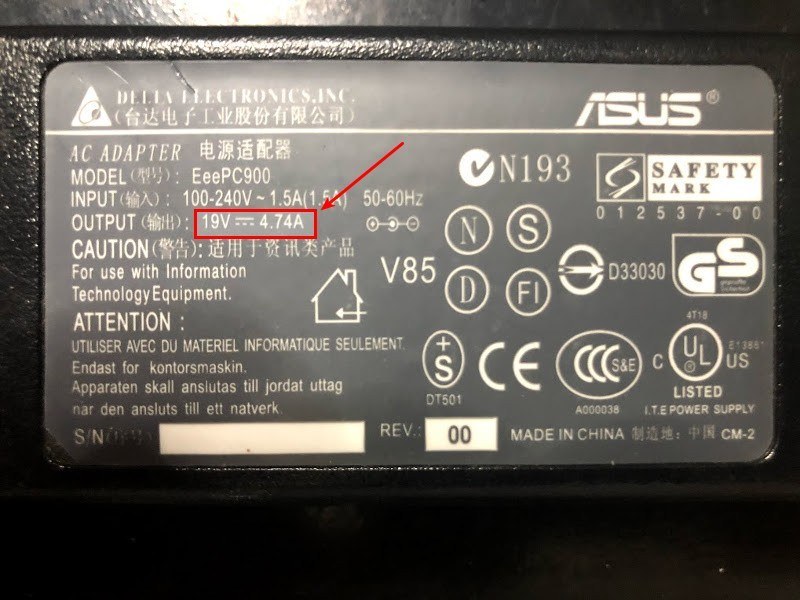 DELTA ELECTRONICS.INC.
(台达电子工业股份有限公司)
ASUS®
AC ADAPTER 电源适配器
MODEL(型号): EeePC900
INPUT(输入): 100-240V ~ 1.5A(1.5A) 50-60Hz
OUTPUT(输出): 19V 4.74A
CAUTION(警告): 适用于资讯类产品
For use with Information
Technology Equipment.
V85
ATTENTION :
UTILISER AVEC DU MATERIEL INFORMATIQUE SEULEMENT.
Endast for kontorsmaskin.
Apparaten skall anslutas till jordat uttag
nar den ansluts till ett natverk.
S/N
REV.: 00
MADE IN CHINA 制造地: 中国 CM-2
N193
S SAFETY
MARK
012537-00
N S
D FI
D33030
GS
geprüfte
Sicherheit
4T18
+S
DT501
CE
CCC S&E
A000038
C UL ® US
LISTED
I.T.E POWER SUPPLY